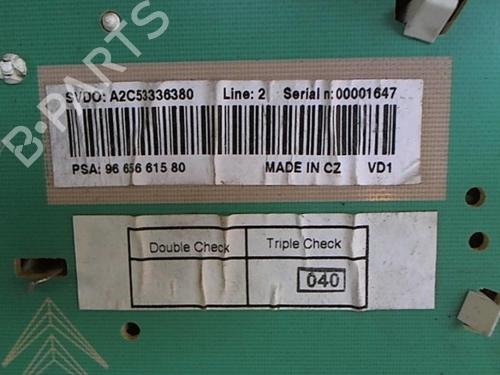 SVDO: A2C53336380 Line: 2 Serial n: 00001647
PSA: 96 656 615 80 MADE IN CZ VD1
Double Check Triple Check
040
B-PARTS